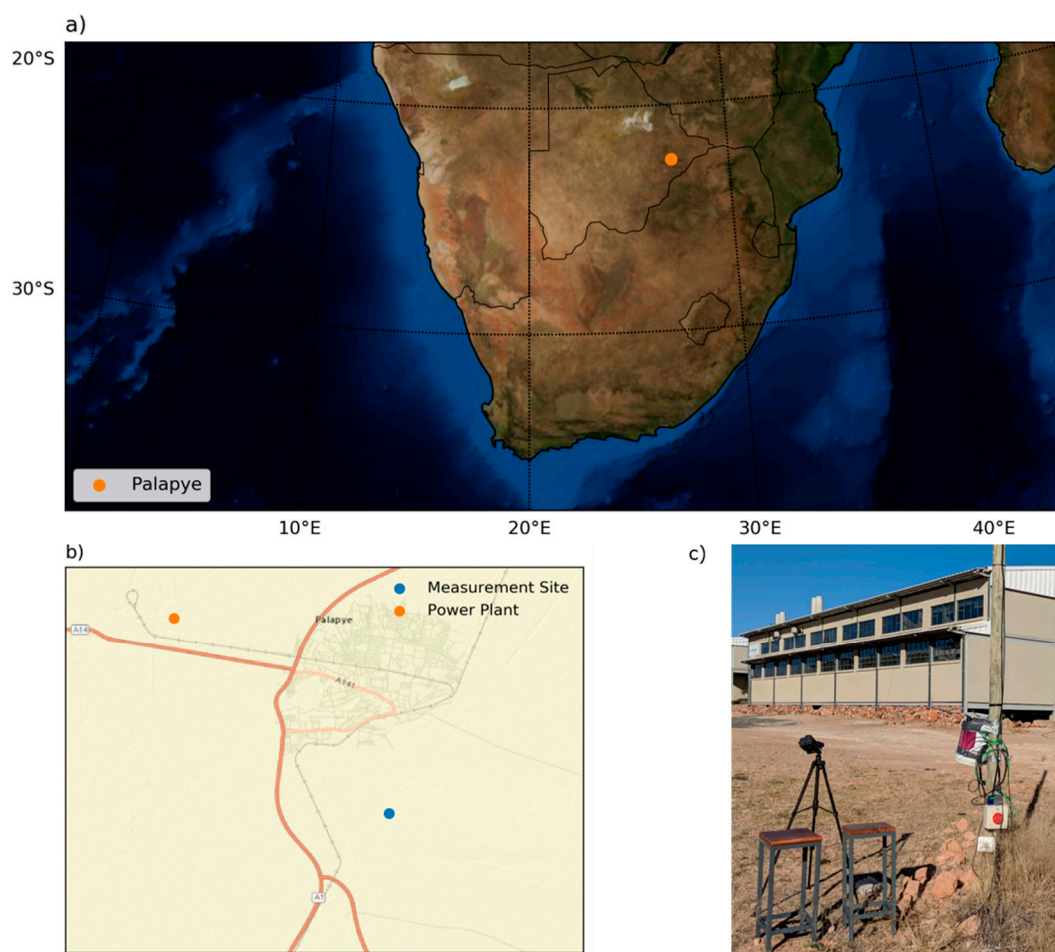 a)
20°S
30°S
Palapye
10°E
20°E
30°E
40°E
b)
Measurement Site
Power Plant
Palapye
A14
A141
A1
c)